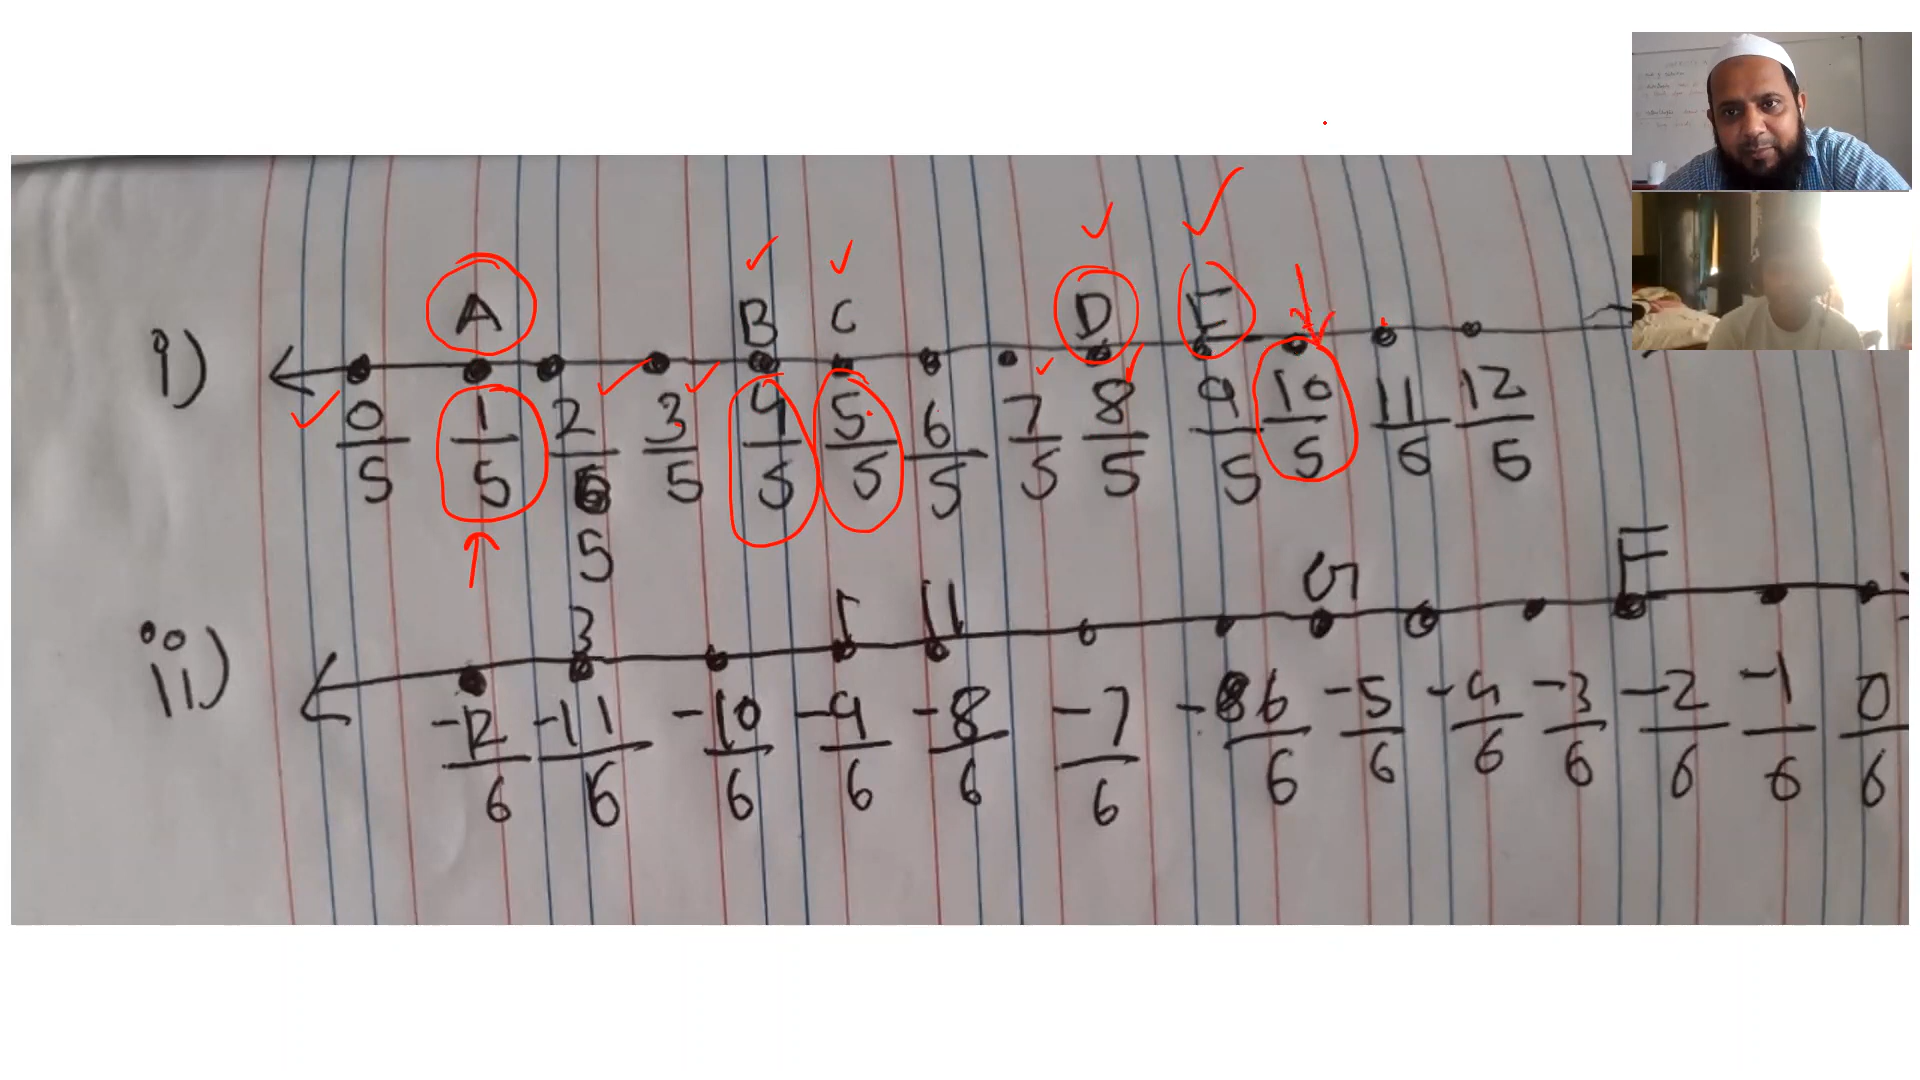 A B C D E
i)
0/5 1/5 2/5 3/5 4/5 5/5 6/5 7/5 8/5 9/5 10/5 11/5 12/5
G F
ii)
-12/6 -11/6 -10/6 -9/6 -8/6 -7/6 -6/6 -5/6 -4/6 -3/6 -2/6 -1/6 0/6